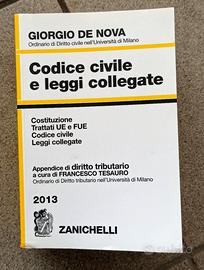 GIORGIO DE NOVA
Ordinario di Diritto civile nell'Università di Milano
Codice civile
e leggi collegate
Costituzione
Trattati UE e FUE
Codice civile
Leggi collegate
Appendice di diritto tributario
a cura di FRANCESCO TESAURO
Ordinario di Diritto tributario nell'Università di Milano
2013
ZANICHELLI
subito